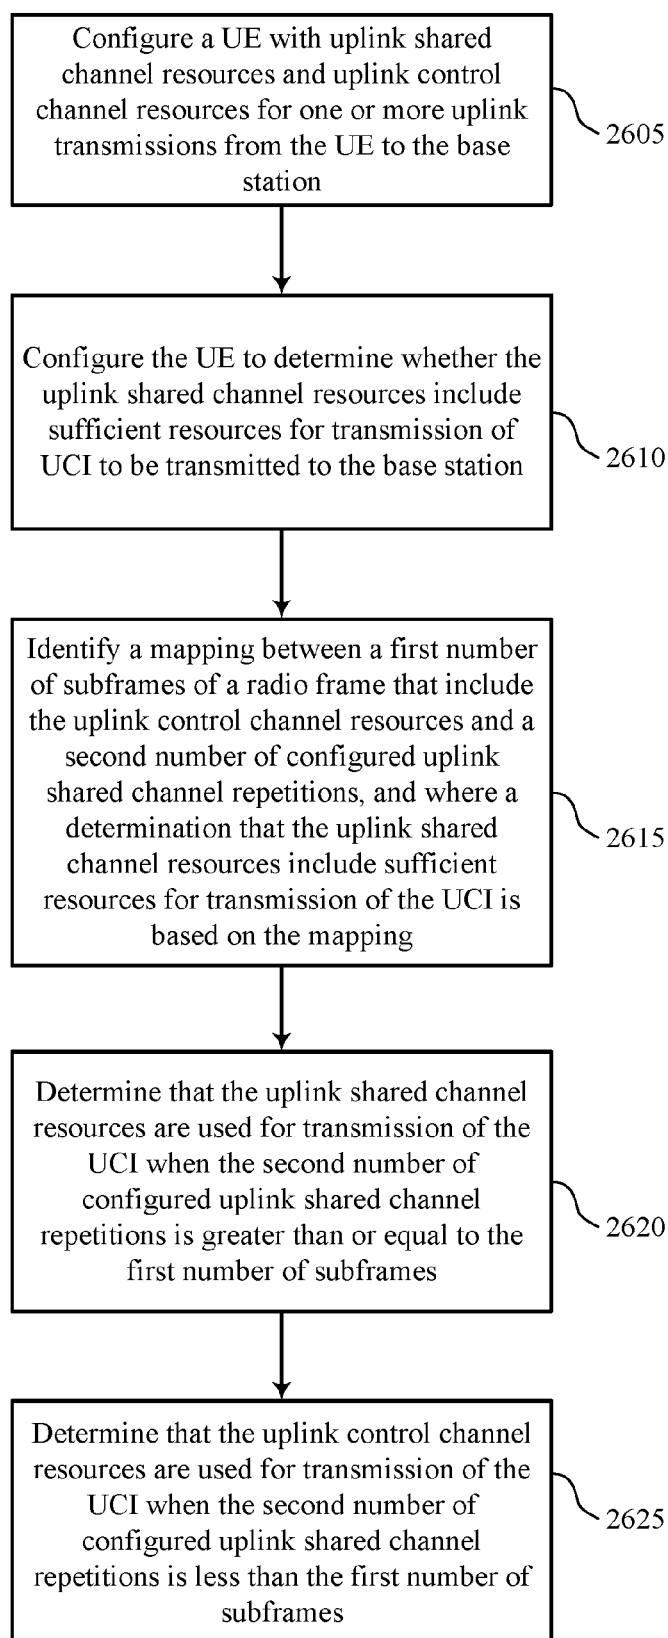 Configure a UE with uplink shared
channel resources and uplink control
channel resources for one or more uplink
transmissions from the UE to the base
station
2605
Configure the UE to determine whether the
uplink shared channel resources include
sufficient resources for transmission of
UCI to be transmitted to the base station
2610
Identify a mapping between a first number
of subframes of a radio frame that include
the uplink control channel resources and a
second number of configured uplink
shared channel repetitions, and where a
determination that the uplink shared
channel resources include sufficient
resources for transmission of the UCI is
based on the mapping
2615
Determine that the uplink shared channel
resources are used for transmission of the
UCI when the second number of
configured uplink shared channel
repetitions is greater than or equal to the
first number of subframes
2620
Determine that the uplink control channel
resources are used for transmission of the
UCI when the second number of
configured uplink shared channel
repetitions is less than the first number of
subframes
2625